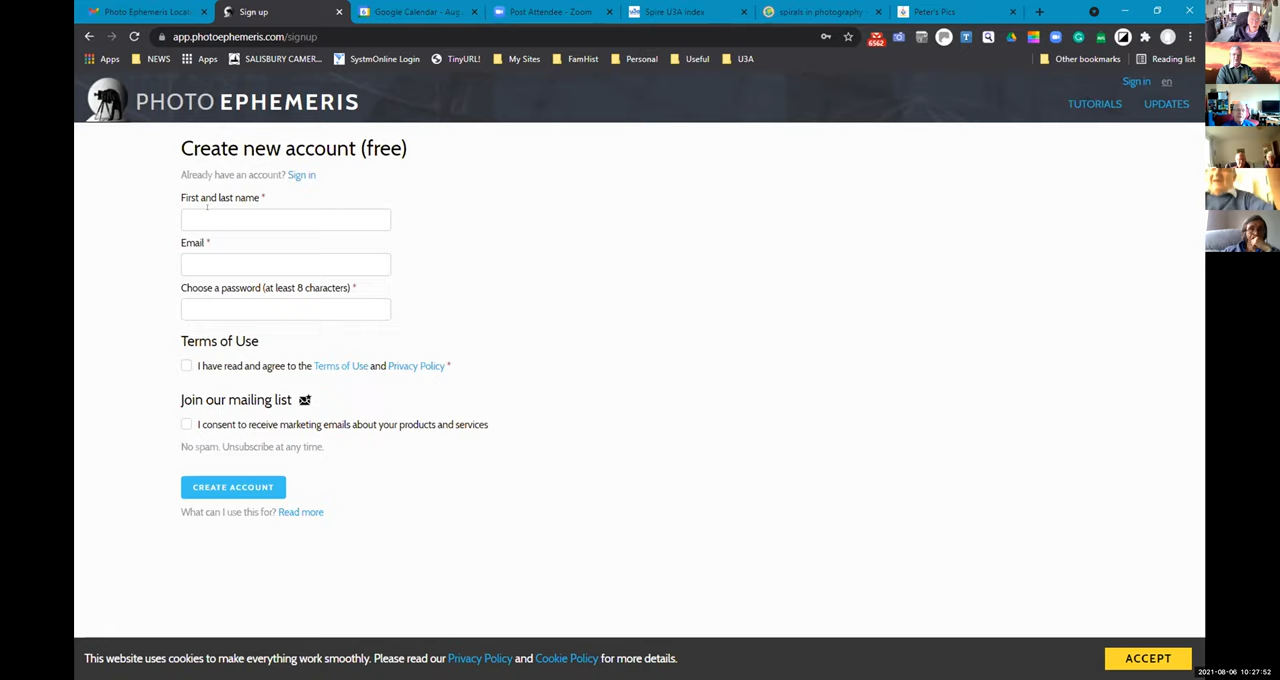 Photo Ephemeris Locat
Sign up
Google Calendar - Aug
Post Attendee - Zoom
Spire U3A index
spirals in photography
Peter's Pics
app.photoephemeris.com/signup
6562
Apps
NEWS
Apps
SALISBURY CAMER...
SystmOnline Login
TinyURL!
My Sites
FamHist
Personal
Useful
U3A
Other bookmarks
Reading list
PHOTO EPHEMERIS
Sign in en
TUTORIALS UPDATES
Create new account (free)
Already have an account? Sign in
First and last name *
Email *
Choose a password (at least 8 characters) *
Terms of Use
I have read and agree to the Terms of Use and Privacy Policy *
Join our mailing list
I consent to receive marketing emails about your products and services
No spam. Unsubscribe at any time.
CREATE ACCOUNT
What can I use this for? Read more
This website uses cookies to make everything work smoothly. Please read our Privacy Policy and Cookie Policy for more details.
ACCEPT
2021-08-06 10:27:52